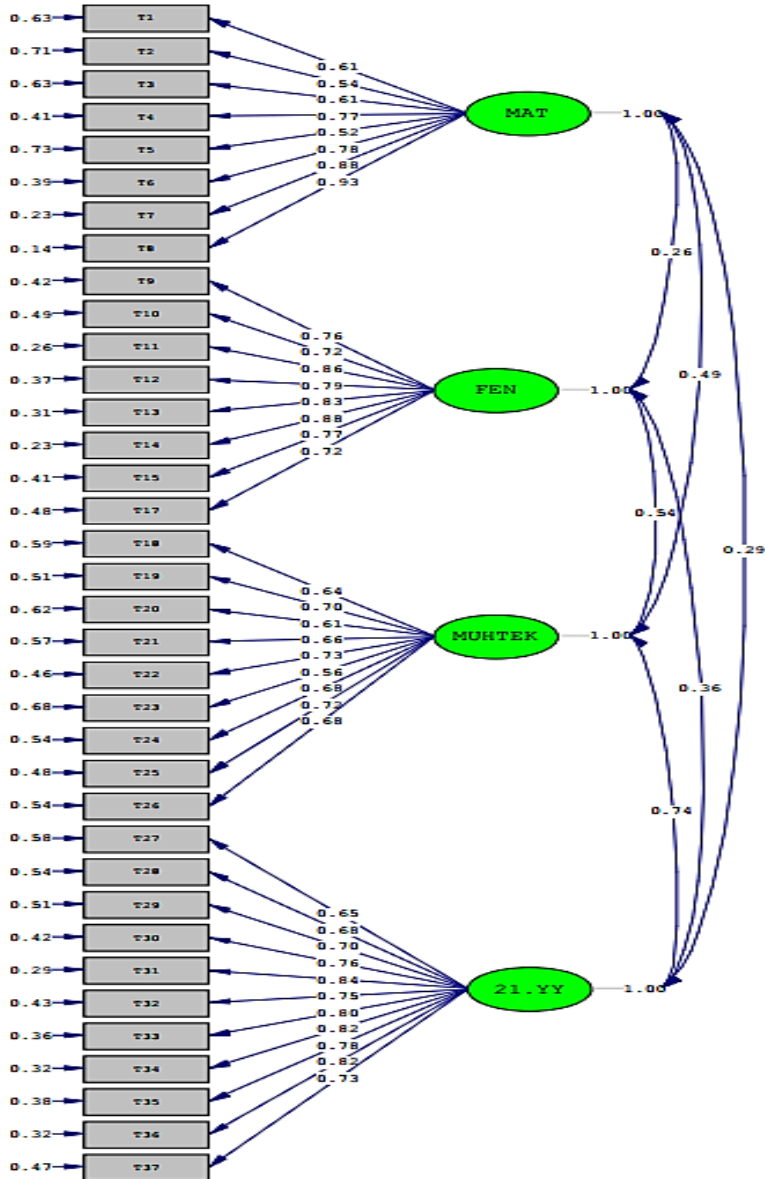 0.63 T1
0.71 T2
0.63 T3
0.41 T4
0.73 T5
0.39 T6
0.23 T7
0.14 T8
0.42 T9
0.49 T10
0.26 T11
0.37 T12
0.31 T13
0.23 T14
0.41 T15
0.48 T17
0.59 T18
0.51 T19
0.62 T20
0.57 T21
0.46 T22
0.68 T23
0.54 T24
0.48 T25
0.54 T26
0.58 T27
0.54 T28
0.51 T29
0.42 T30
0.29 T31
0.43 T32
0.36 T33
0.32 T34
0.38 T35
0.32 T36
0.47 T37
0.61
0.54
0.61
0.77
0.52
0.78
0.88
0.93
0.76
0.72
0.86
0.79
0.83
0.88
0.77
0.72
0.64
0.70
0.61
0.66
0.73
0.56
0.68
0.72
0.68
0.65
0.68
0.70
0.76
0.84
0.75
0.80
0.82
0.78
0.82
0.73
MAT 1.00
FEN 1.00
MUHTEK 1.00
21.YY 1.00
0.26
0.49
0.54
0.29
0.36
0.74